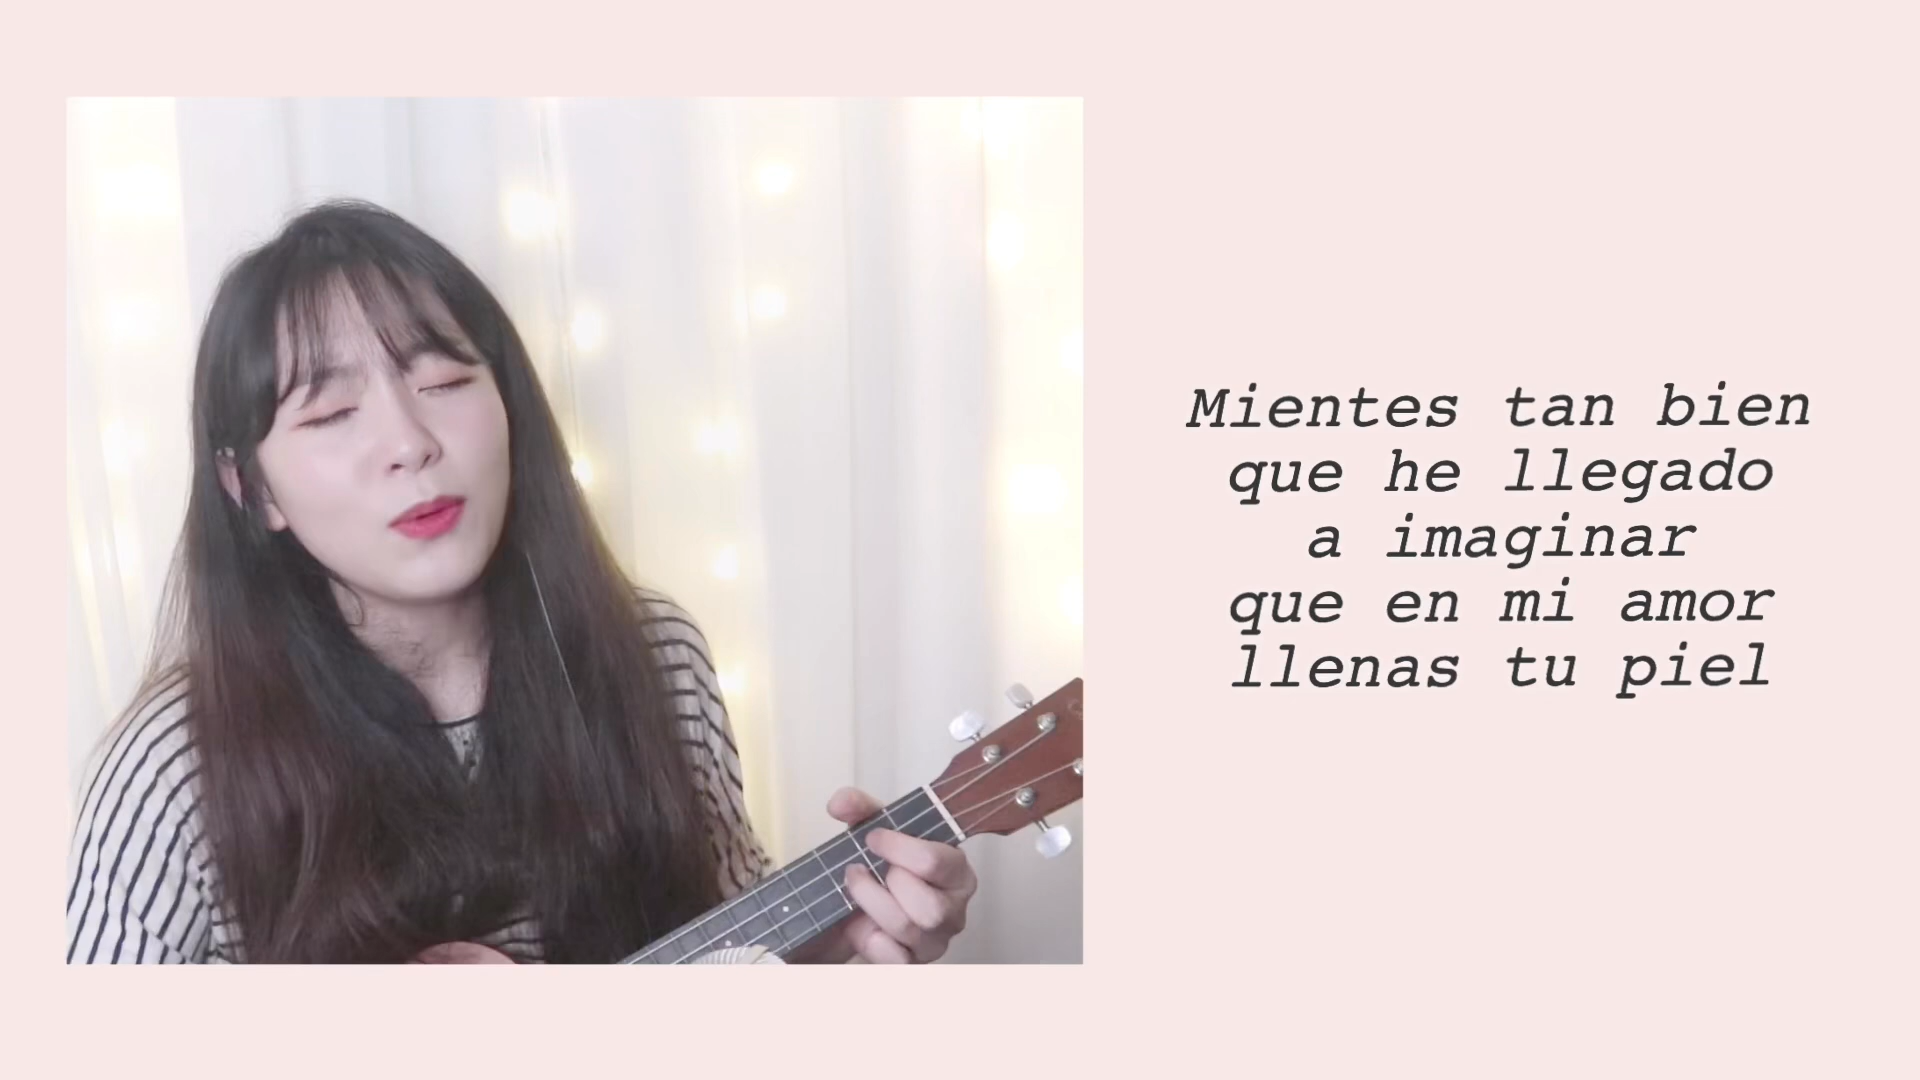 Mientes tan bien
que he llegado
a imaginar
que en mi amor
llenas tu piel